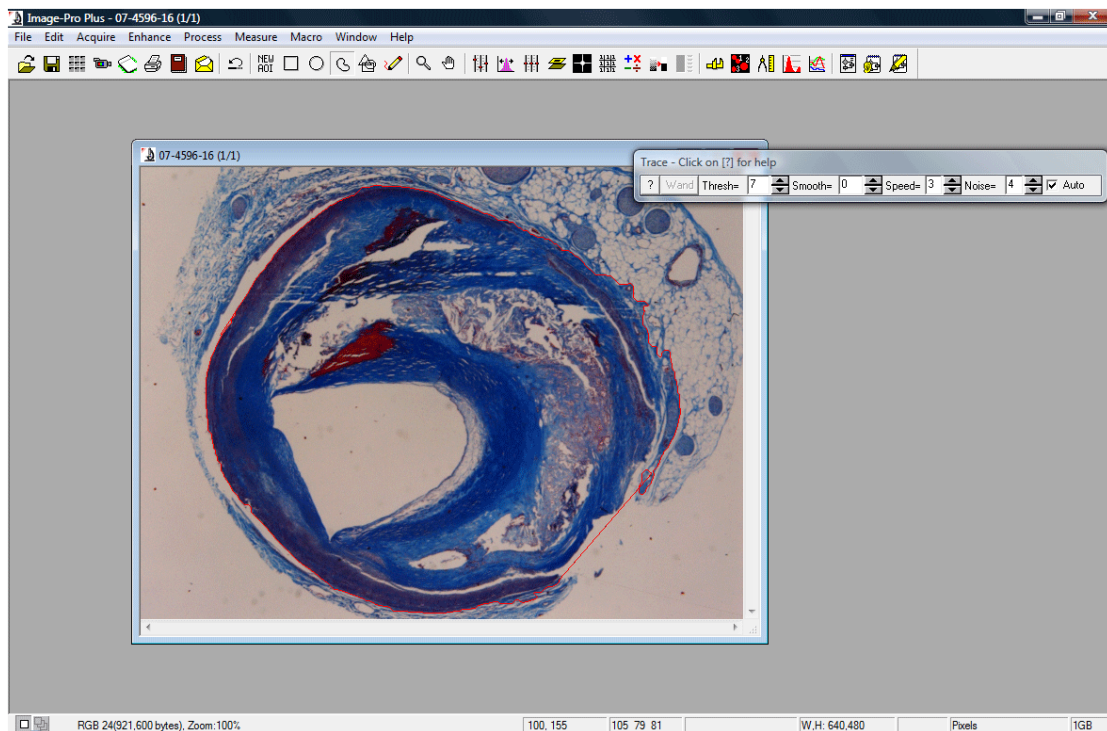 Image-Pro Plus - 07-4596-16 (1/1)
File Edit Acquire Enhance Process Measure Macro Window Help
NEW
AOI
07-4596-16 (1/1)
Trace - Click on [?] for help
? Wand Thresh= 7 Smooth= 0 Speed= 3 Noise= 4 Auto
RGB 24(921,600 bytes), Zoom:100% 100, 155 105 79 81 W,H: 640,480 Pixels 1GB